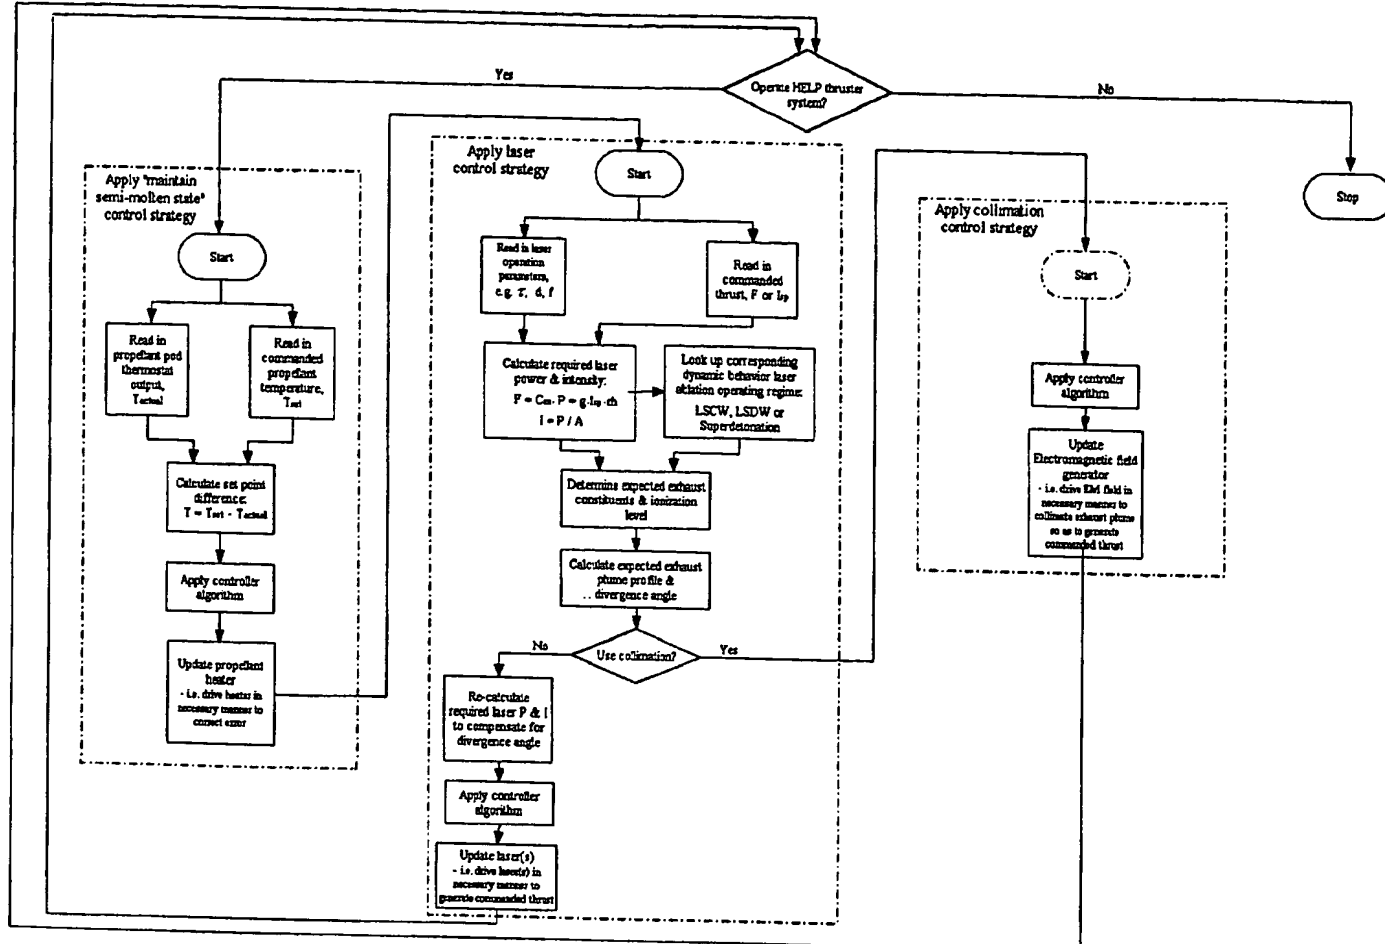 Operate HELP thruster
system?
Yes
No
Stop
Apply "maintain
semi-molten state"
control strategy
Start
Read in
propellant pod
thermostat
output,
Tactual
Read in
commanded
propellant
temperature,
Tset
Calculate set point
difference:
T = Tset - Tactual
Apply controller
algorithm
Update propellant
heater
- i.e. drive heater in
necessary manner to
correct error
Apply laser
control strategy
Start
Read in laser
operation
parameters,
e.g. τ, d, f
Read in
commanded
thrust, F or Isp
Calculate required laser
power & intensity:
F = Cm. P = g.Isp.
I = P / A
Look up corresponding
dynamic behavior laser
ablation operating regime:
LSCW, LSDW or
Superdetonation
Determine expected exhaust
constituents & ionization
level
Calculate expected exhaust
plume profile &
divergence angle
Use collimation?
No
Yes
Re-calculate
required laser P & I
to compensate for
divergence angle
Apply controller
algorithm
Update laser(s)
- i.e. drive laser(s) in
necessary manner to
generate commanded thrust
Apply collimation
control strategy
Start
Apply controller
algorithm
Update
Electromagnetic field
generator
- i.e. drive EM field in
necessary manner to
collimate exhaust plume
so as to generate
commanded thrust